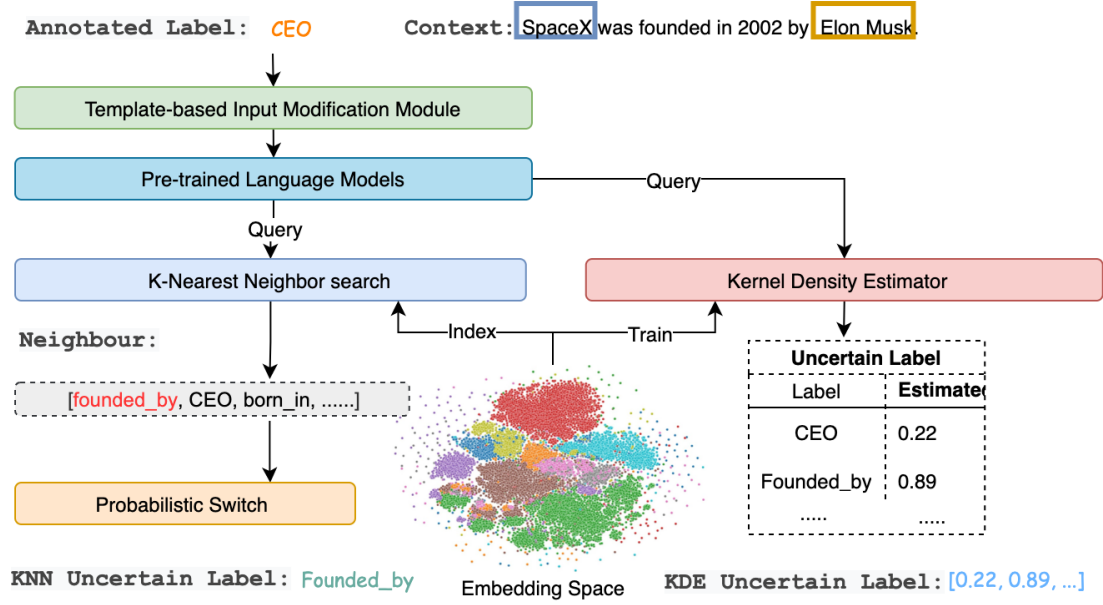 Annotated Label: CEO
Context: SpaceX was founded in 2002 by Elon Musk.
Template-based Input Modification Module
Pre-trained Language Models
Query
Query
K-Nearest Neighbor search
Kernel Density Estimator
Index
Train
Neighbour:
[founded_by, CEO, born_in, ......]
Uncertain Label
Label
Estimated
CEO
0.22
Founded_by
0.89
.....
.....
Probabilistic Switch
KNN Uncertain Label: Founded_by
Embedding Space
KDE Uncertain Label: [0.22, 0.89, ...]